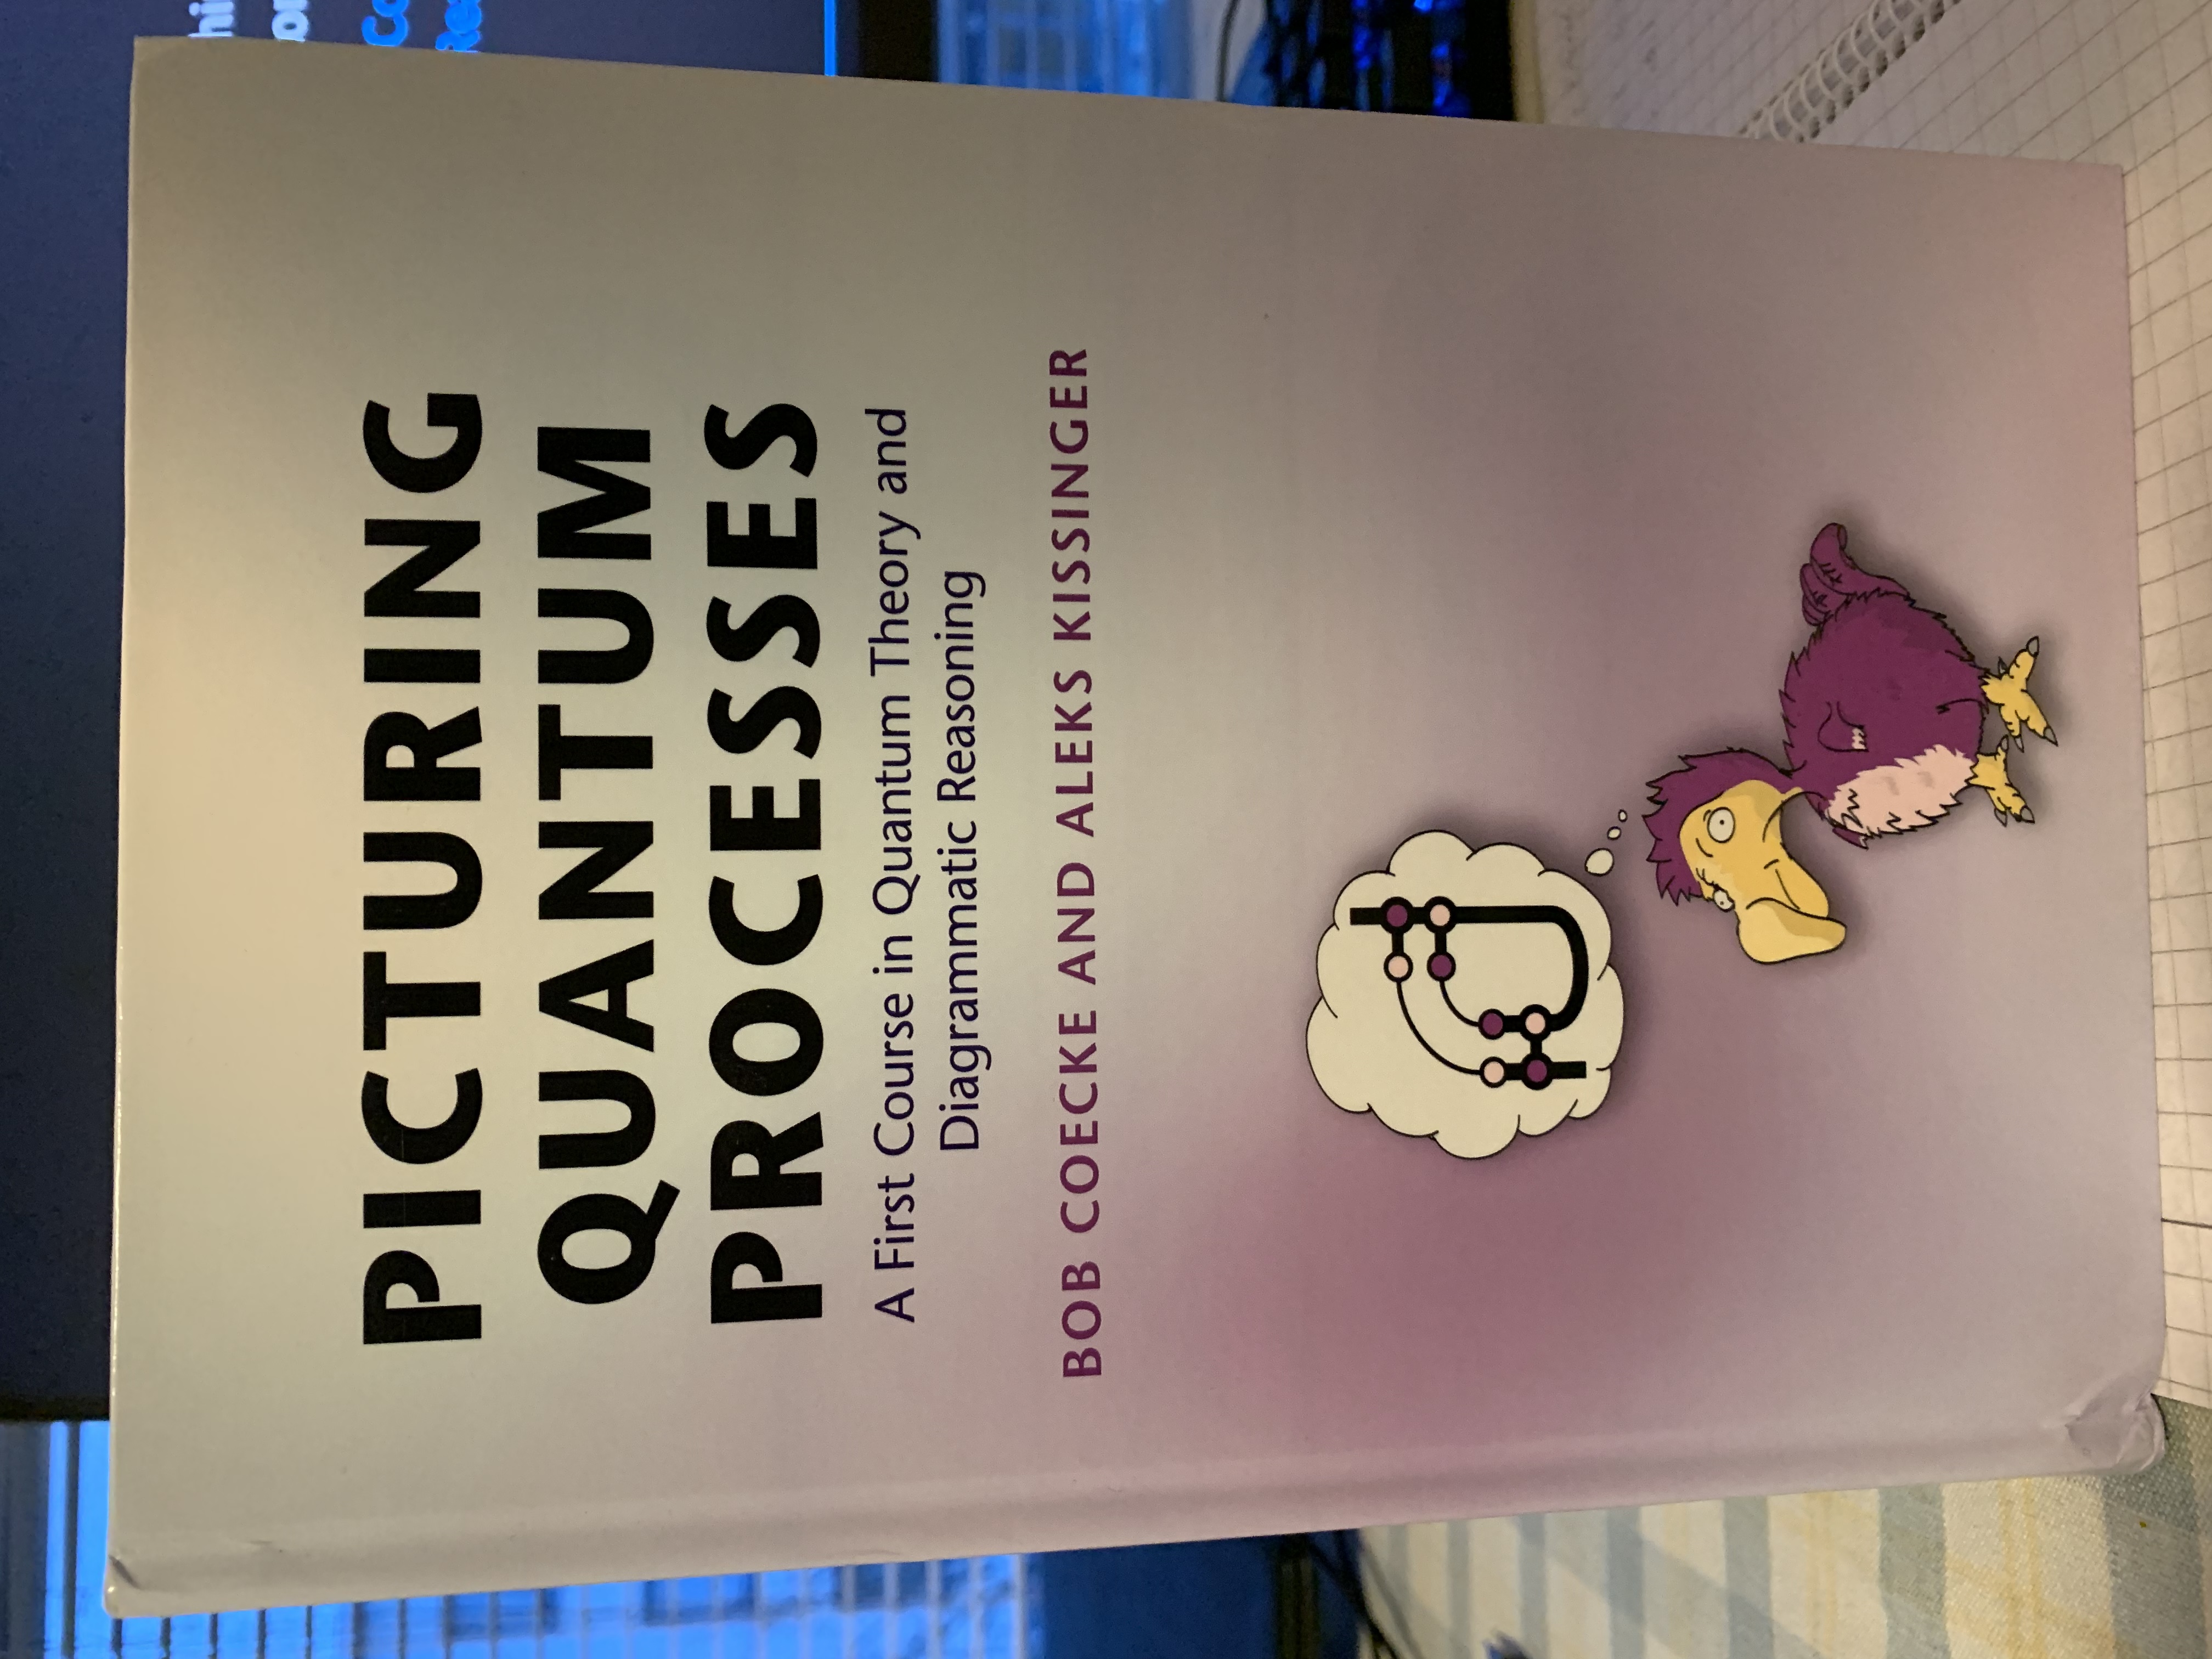 PICTURING
QUANTUM
PROCESSES
A First Course in Quantum Theory and
Diagrammatic Reasoning
BOB COECKE AND ALEKS KISSINGER